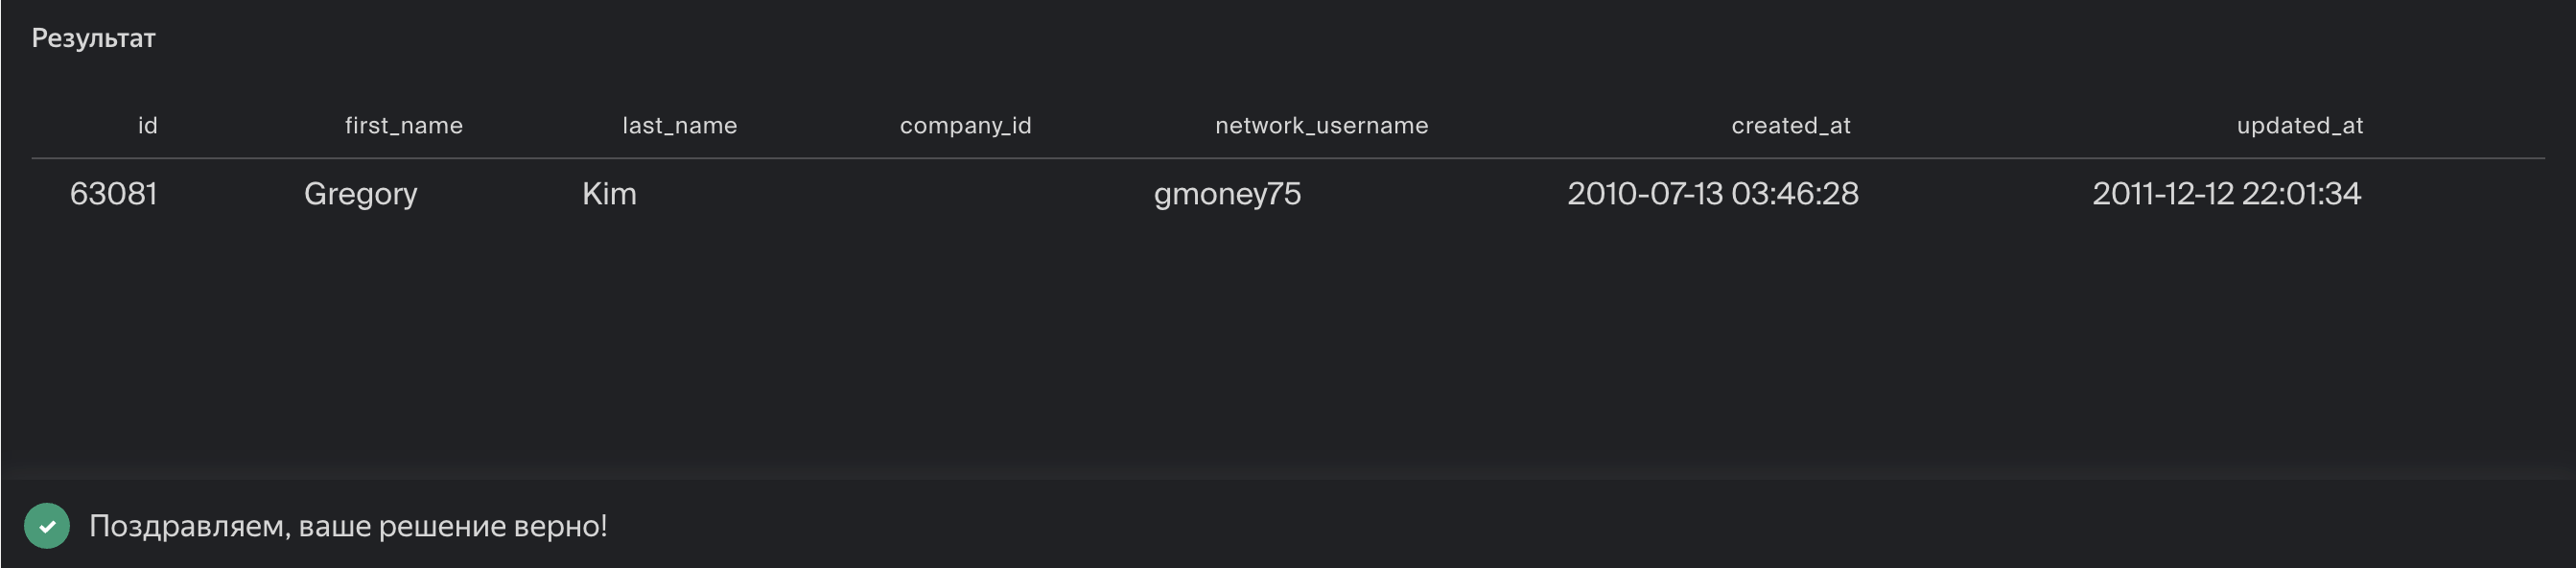 Результат
id first_name last_name company_id network_username created_at updated_at
63081 Gregory Kim gmoney75 2010-07-13 03:46:28 2011-12-12 22:01:34
Поздравляем, ваше решение верно!